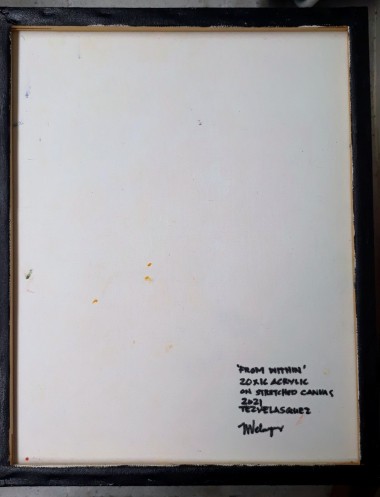 "FROM WITHIN"
20X16 ACRYLIC
ON STRETCHED CANVAS
2021
TEZVELASQUEZ